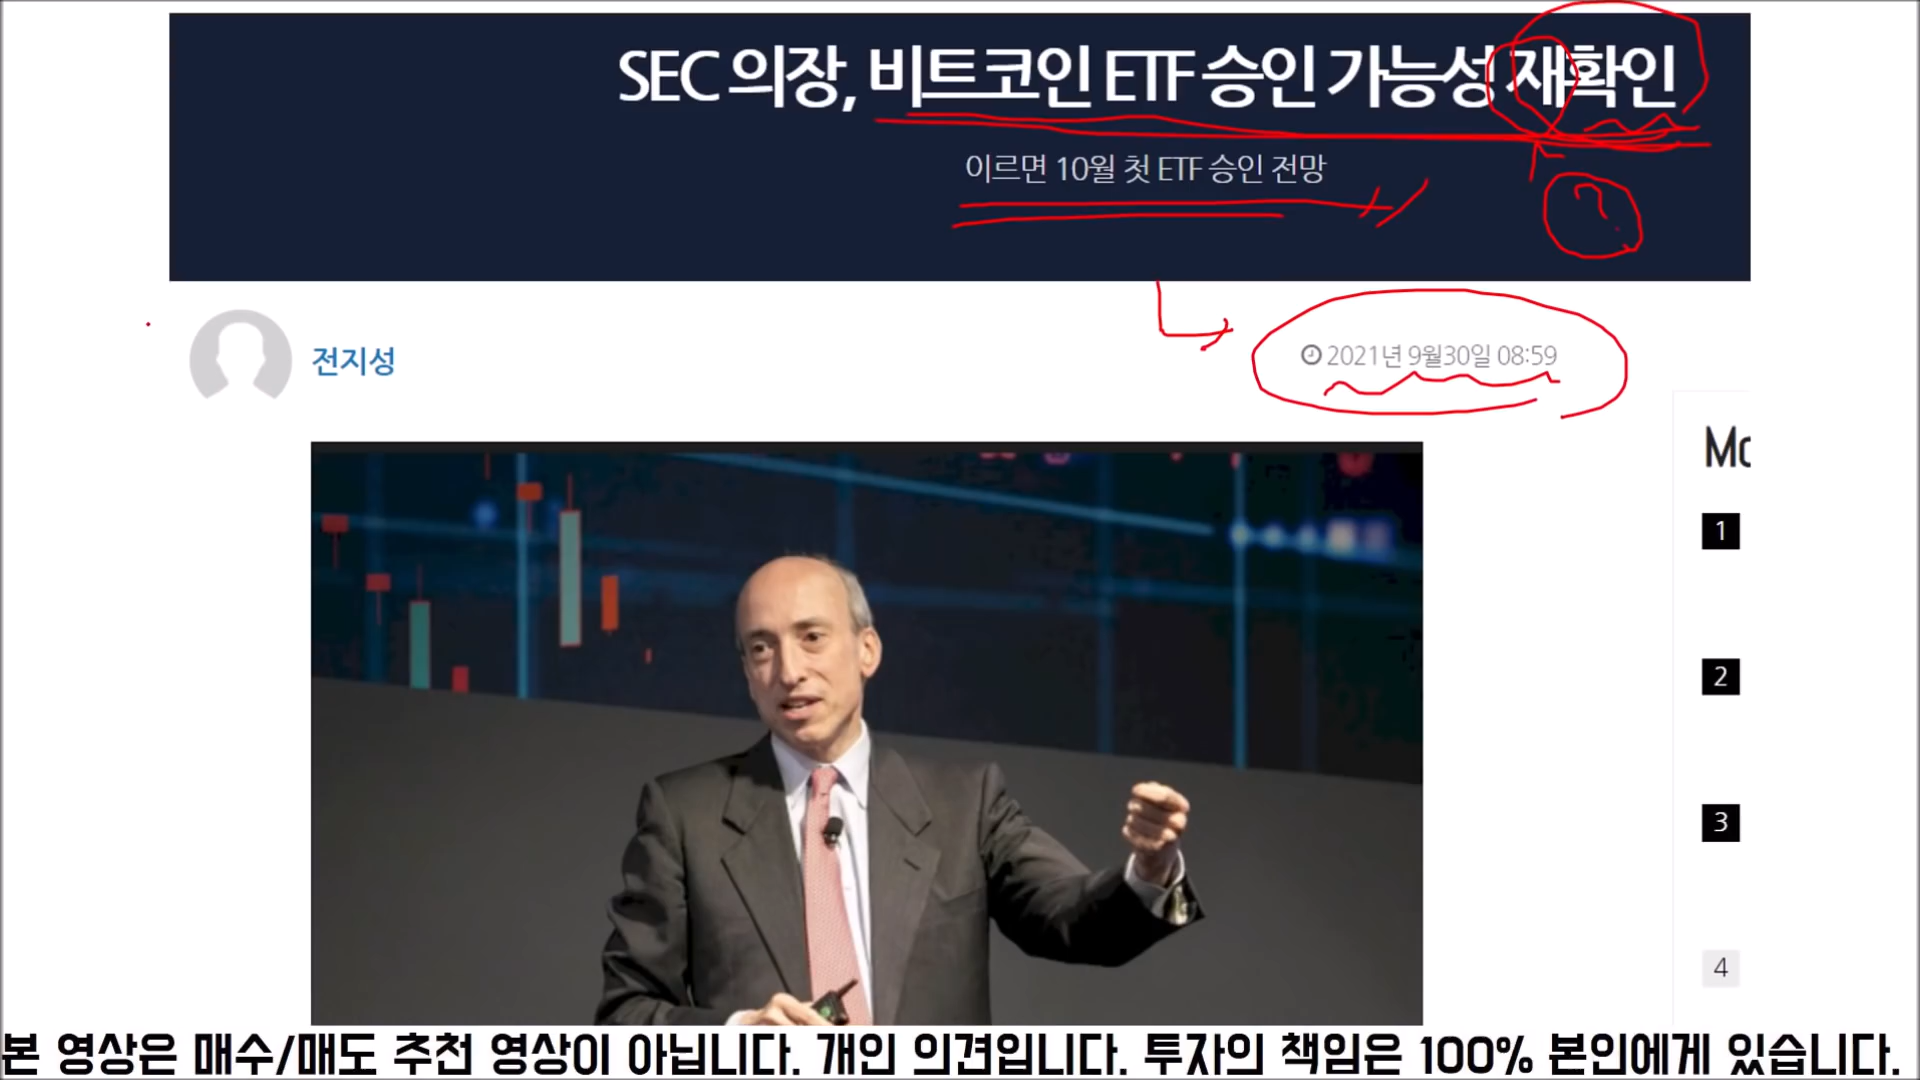 SEC 의장, 비트코인 ETF 승인 가능성 재확인
이르면 10월 첫 ETF 승인 전망
?
전지성
2021년 9월30일 08:59
1
2
3
4
본 영상은 매수/매도 추천 영상이 아닙니다. 개인 의견입니다. 투자의 책임은 100% 본인에게 있습니다.